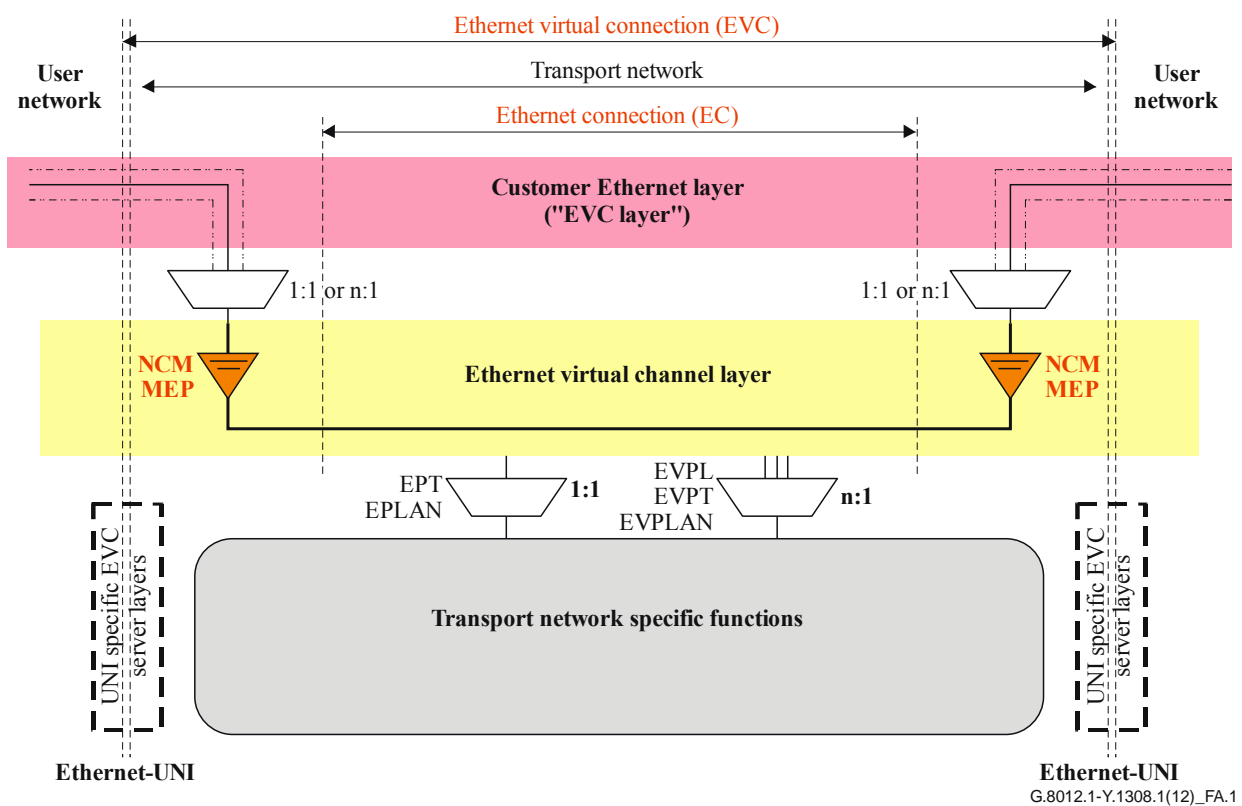 Ethernet virtual connection (EVC)
User
network
Transport network
User
network
Ethernet connection (EC)
Customer Ethernet layer
("EVC layer")
1:1 or n:1
1:1 or n:1
NCM
MEP
Ethernet virtual channel layer
NCM
MEP
EPT
EPLAN
1:1
EVPL
EVPT
EVPLAN
n:1
UNI specific EVC
server layers
Transport network specific functions
UNI specific EVC
server layers
Ethernet-UNI
Ethernet-UNI
G.8012.1-Y.1308.1(12)_FA.1